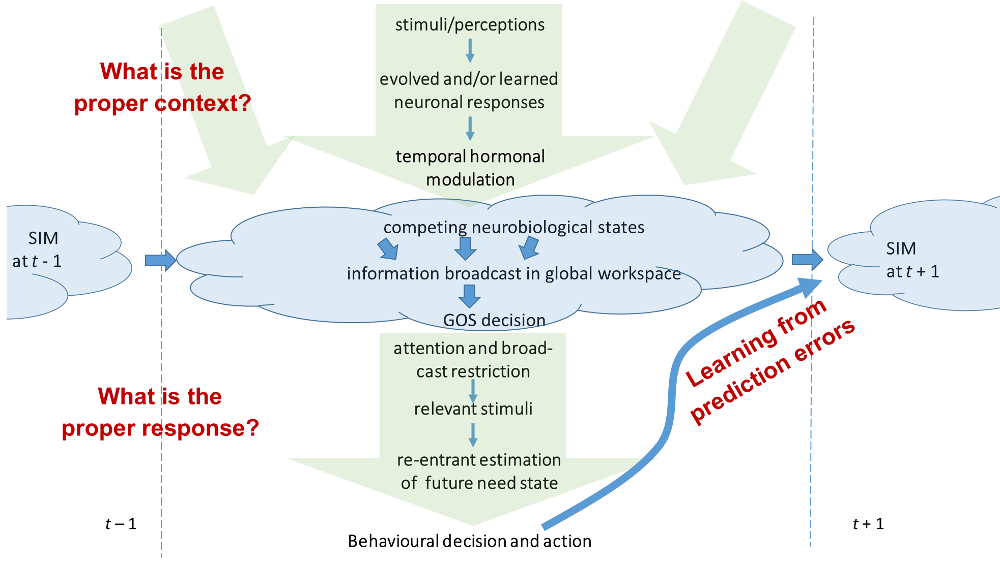 stimuli/perceptions
What is the
proper context?
evolved and/or learned
neuronal responses
temporal hormonal
modulation
SIM
at t - 1
competing neurobiological states
information broadcast in global workspace
GOS decision
SIM
at t + 1
attention and broad-
cast restriction
Learning from
prediction errors
What is the
proper response?
relevant stimuli
re-entrant estimation
of future need state
t – 1
t + 1
Behavioural decision and action